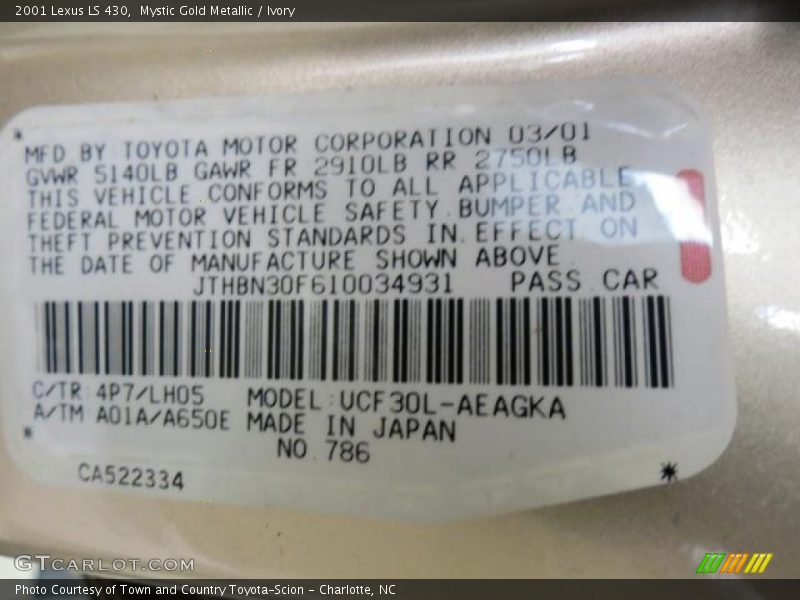 2001 Lexus LS 430,  Mystic Gold Metallic / Ivory
MFD BY TOYOTA MOTOR CORPORATION 03/01
GVWR 5140LB GAWR FR 2910LB RR 2750LB
THIS VEHICLE CONFORMS TO ALL APPLICABLE
FEDERAL MOTOR VEHICLE SAFETY.BUMPER AND
THEFT PREVENTION STANDARDS IN EFFECT ON
THE DATE OF MANUFACTURE SHOWN ABOVE
JTHBN30F610034931 PASS CAR
C/TR 4P7/LH05 MODEL:UCF30L-AEAGKA
A/TM A01A/A650E MADE IN JAPAN
NO.786
CA522334 *
GTCARLOT.COM
Photo Courtesy of Town and Country Toyota-Scion - Charlotte, NC